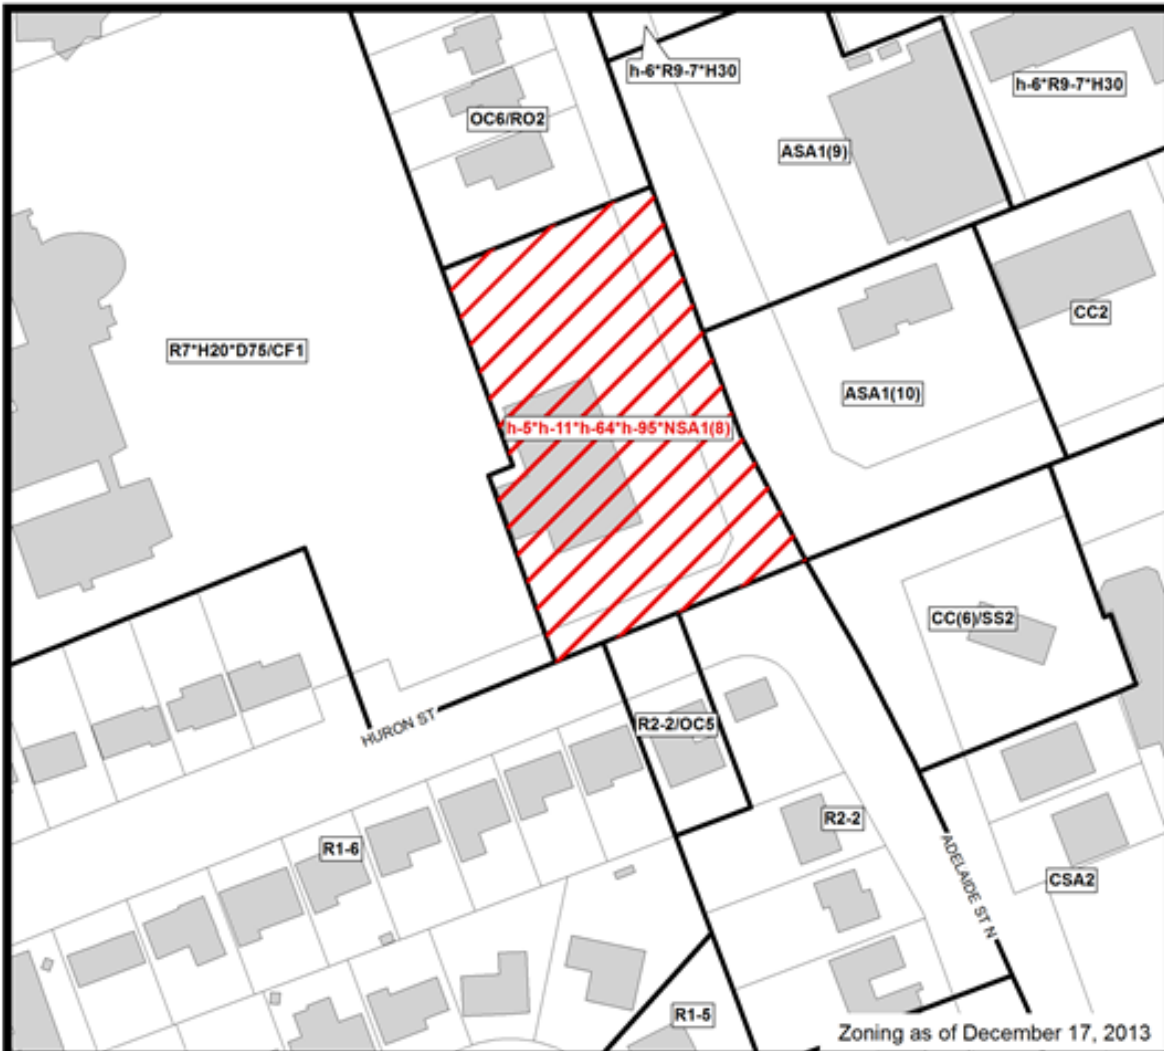 h-6*R9-7*H30
h-6*R9-7*H30
OC6/RO2
ASA1(9)
CC2
R7*H20*D75/CF1
ASA1(10)
h-5*h-11*h-64*h-95*NSA1(8)
CC(6)/SS2
HURON ST
R2-2/OC5
R2-2
R1-6
ADELAIDE ST N
CSA2
R1-5
Zoning as of December 17, 2013